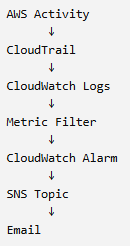 AWS Activity
↓
CloudTrail
↓
CloudWatch Logs
↓
Metric Filter
↓
CloudWatch Alarm
↓
SNS Topic
↓
Email